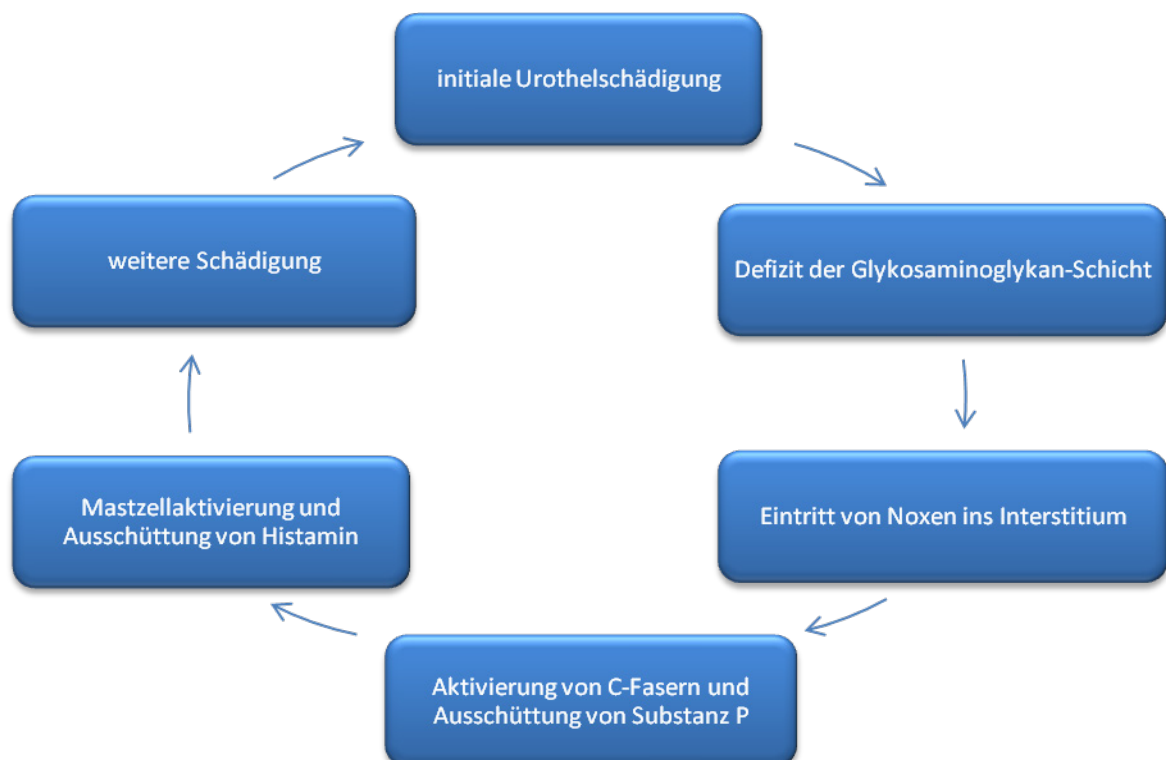 initiale Urothelschädigung
Defizit der Glykosaminoglykan-Schicht
Eintritt von Noxen ins Interstitium
Aktivierung von C-Fasern und
Ausschüttung von Substanz P
Mastzellaktivierung und
Ausschüttung von Histamin
weitere Schädigung